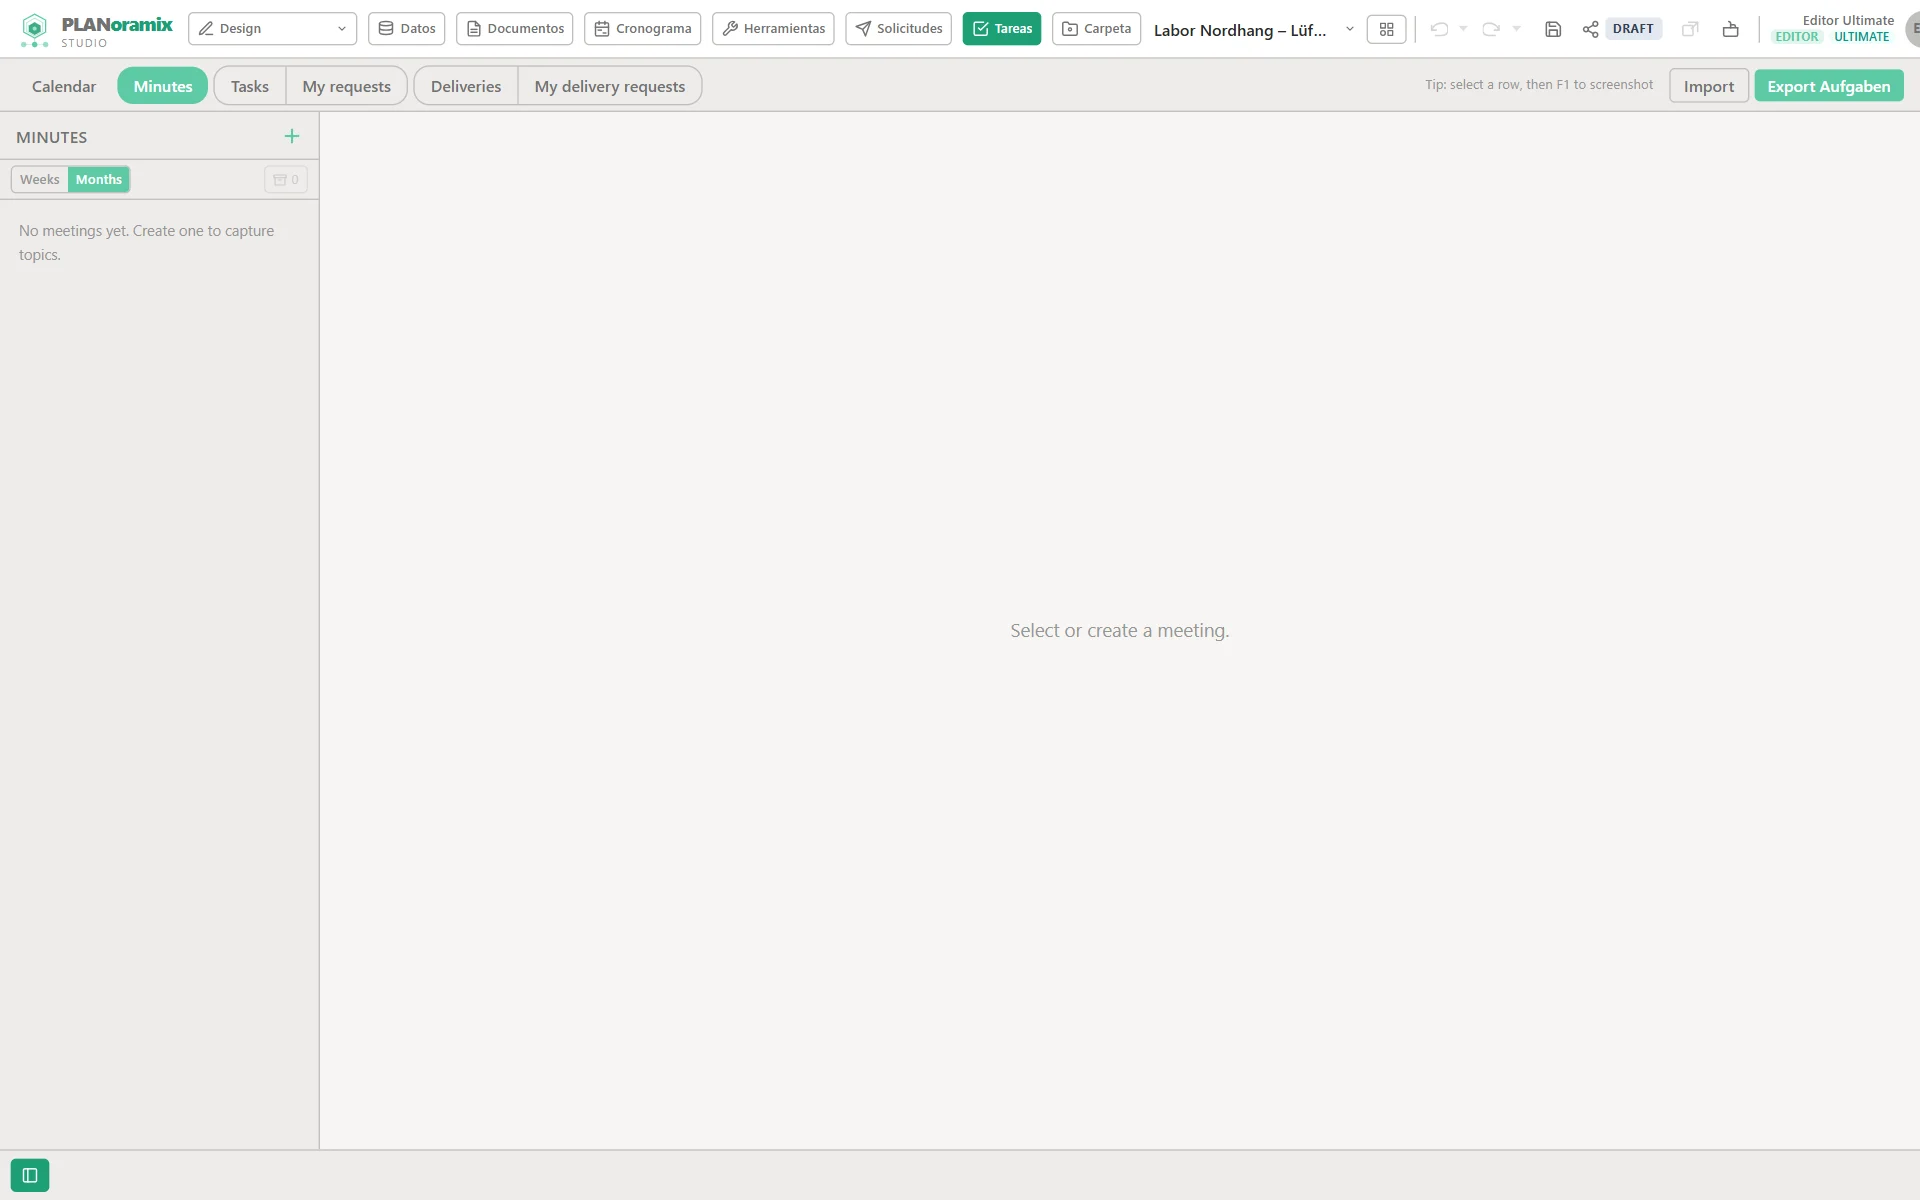 PLANoramix
STUDIO
Design
Datos
Documentos
Cronograma
Herramientas
Solicitudes
Tareas
Carpeta
Labor Nordhang – Lüf...
DRAFT
Editor Ultimate
EDITOR ULTIMATE
E
Calendar
Minutes
Tasks
My requests
Deliveries
My delivery requests
Tip: select a row, then F1 to screenshot
Import
Export Aufgaben
MINUTES
Weeks
Months
0
No meetings yet. Create one to capture
topics.
Select or create a meeting.